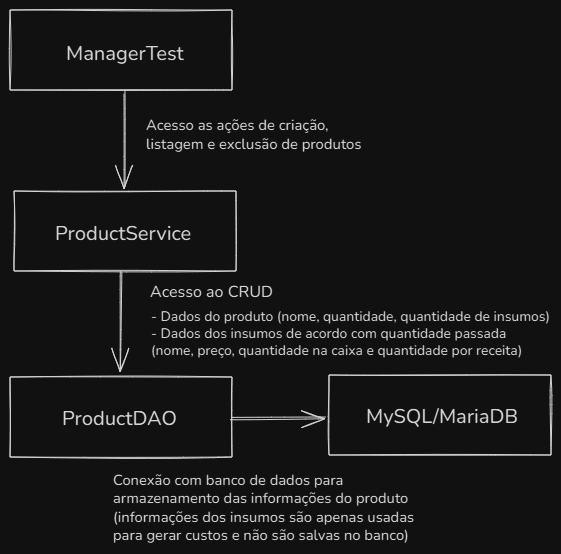 ManagerTest
Acesso as ações de criação,
listagem e exclusão de produtos
ProductService
Acesso ao CRUD
- Dados do produto (nome, quantidade, quantidade de insumos)
- Dados dos insumos de acordo com quantidade passada
(nome, preço, quantidade na caixa e quantidade por receita)
ProductDAO
MySQL/MariaDB
Conexão com banco de dados para
armazenamento das informações do produto
(informações dos insumos são apenas usadas
para gerar custos e não são salvas no banco)